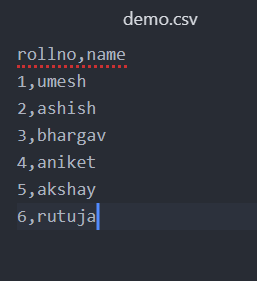 demo.csv
rollno,name
1,umesh
2,ashish
3,bhargav
4,aniket
5,akshay
6,rutuja